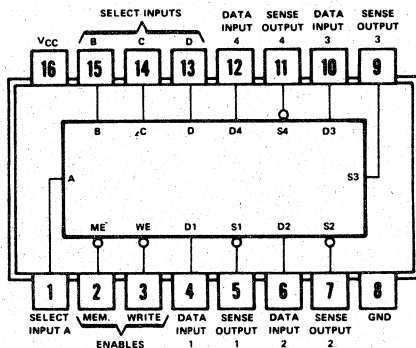 SELECT INPUTS
DATA INPUT 4
SENSE OUTPUT 4
DATA INPUT 3
SENSE OUTPUT 3
VCC B C D
16 15 14 13 12 11 10 9
B C D D4 S4 D3
A
S3
ME WE D1 S1 D2 S2
1 2 3 4 5 6 7 8
SELECT INPUT A
MEM. WRITE
ENABLES
DATA INPUT 1
SENSE OUTPUT 1
DATA INPUT 2
SENSE OUTPUT 2
GND